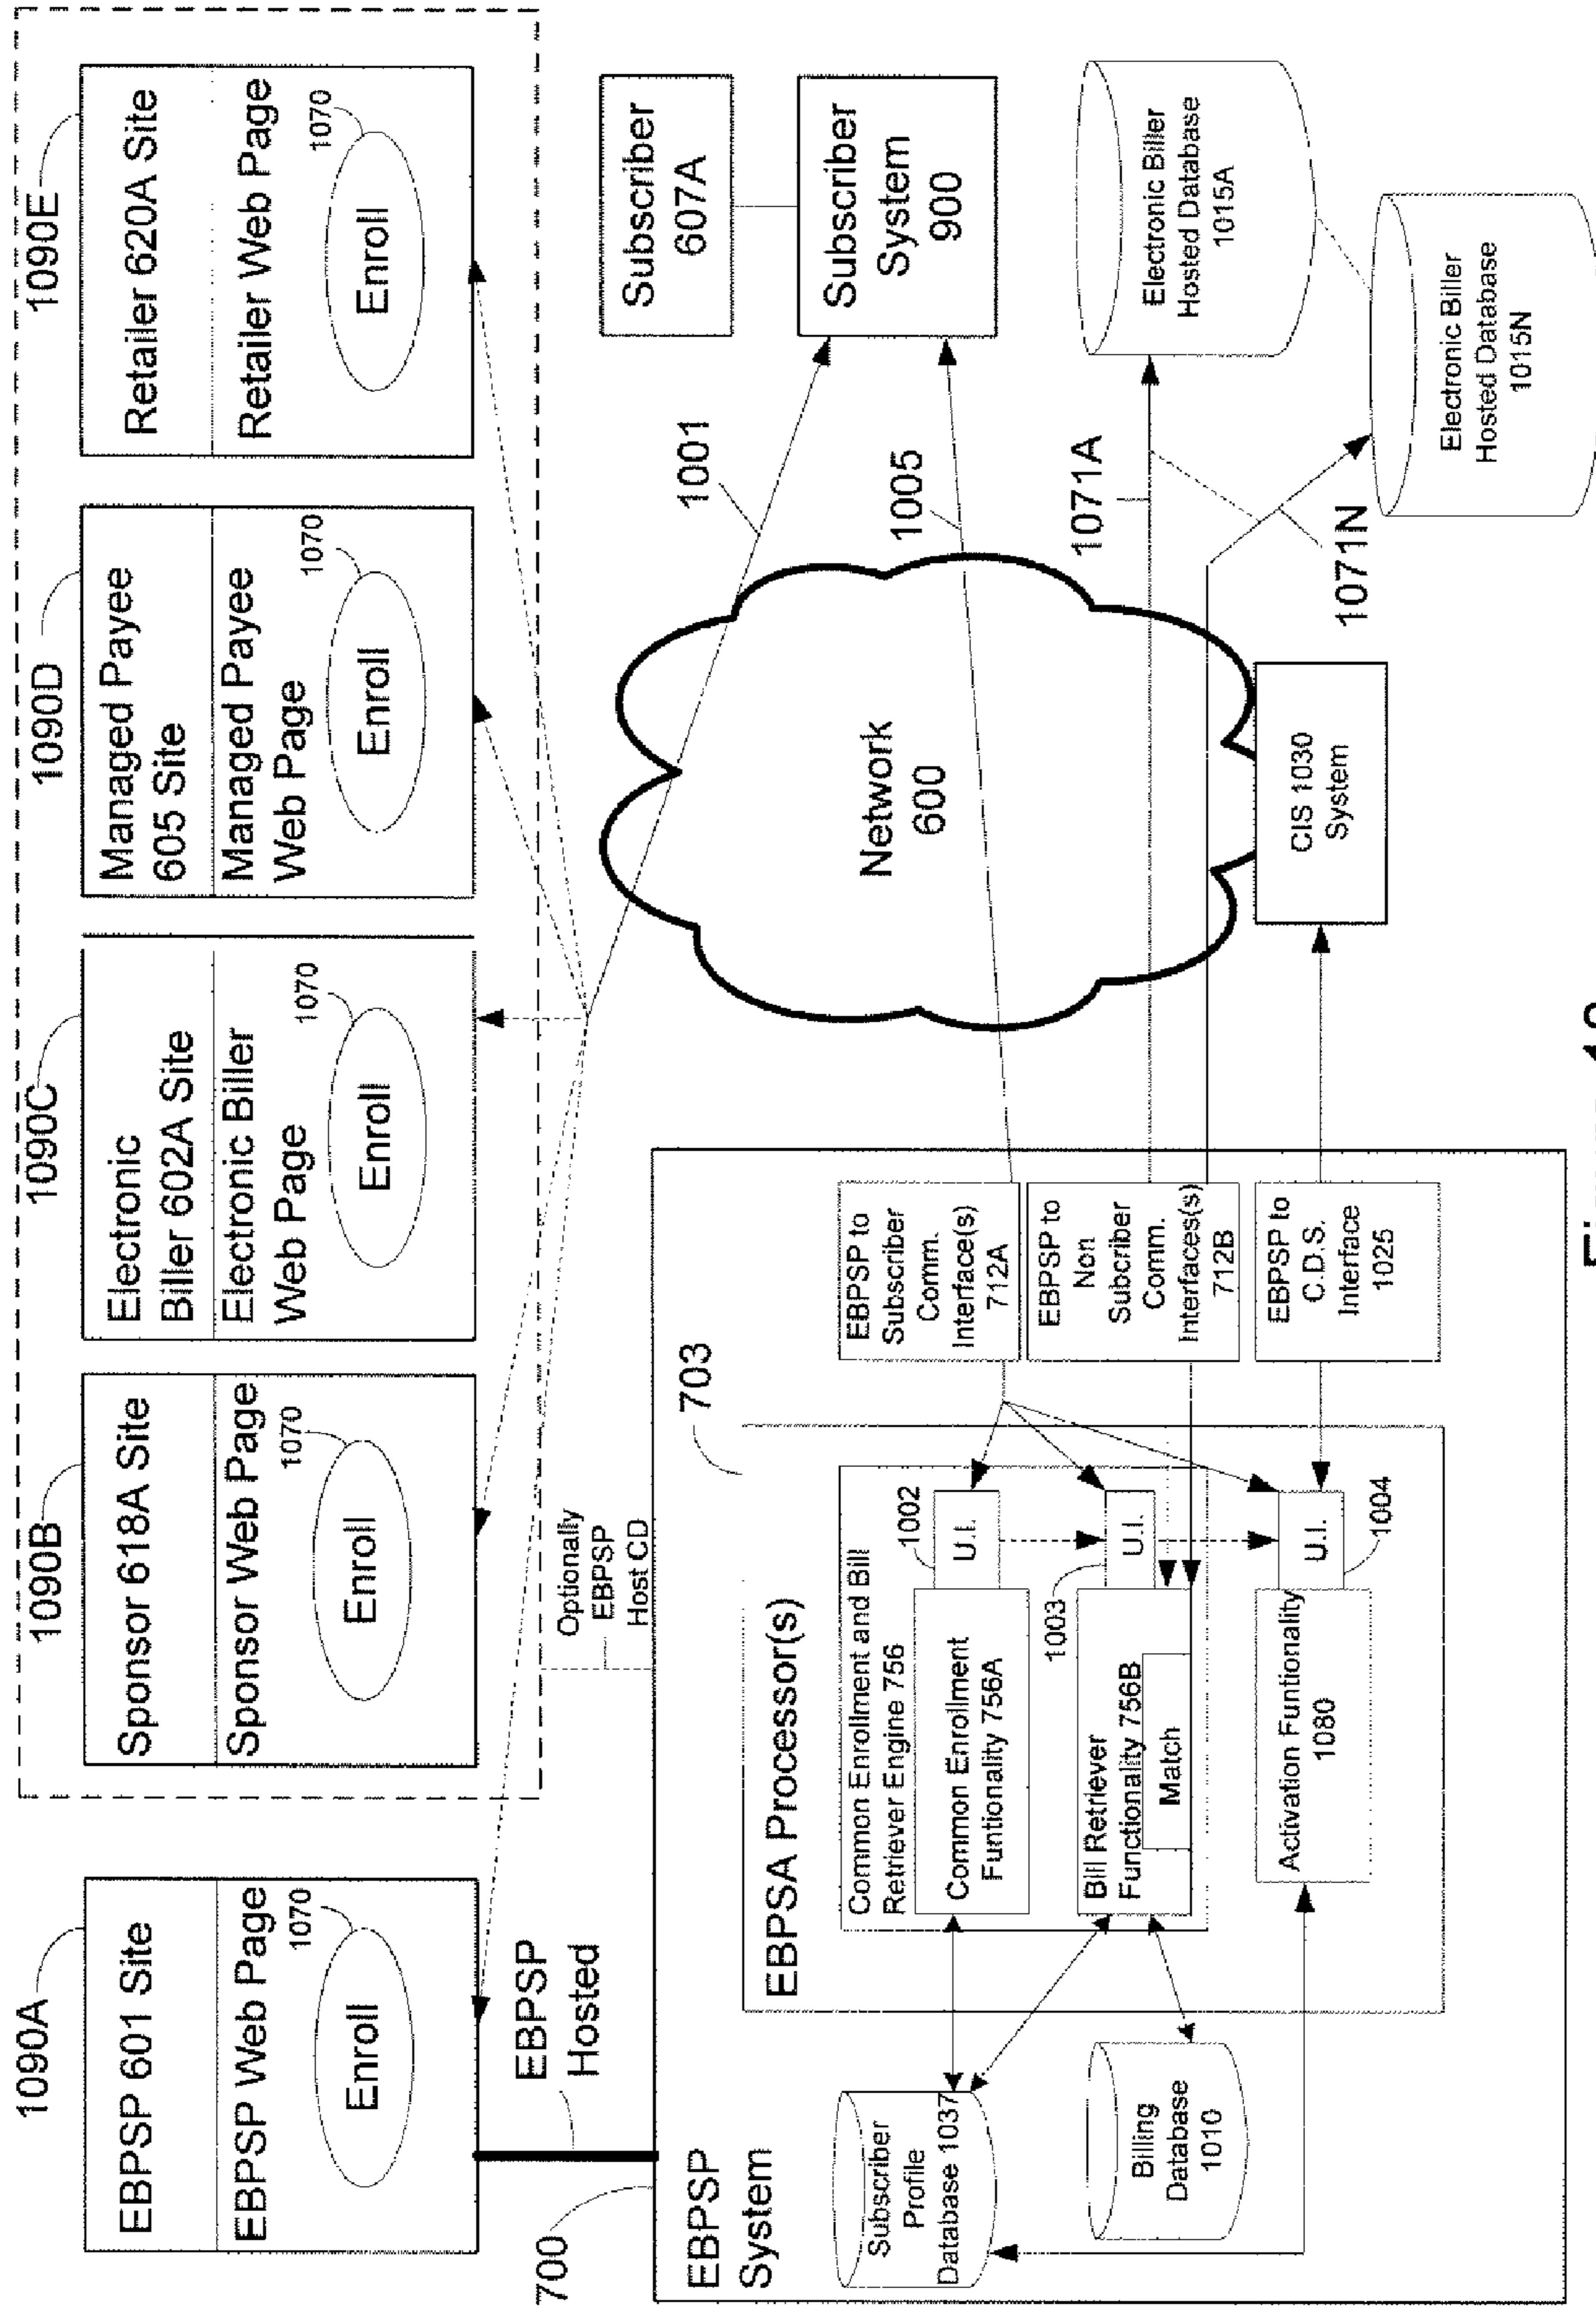 1090A
EBPSP 601 Site
EBPSP Web Page
1070
Enroll
1090B
Sponsor 618A Site
Sponsor Web Page
1070
Enroll
1090C
Electronic
Biller 602A Site
Electronic Biller
Web Page
1070
Enroll
1090D
Managed Payee
605 Site
Managed Payee
Web Page
1070
Enroll
1090E
Retailer 620A Site
Retailer Web Page
1070
Enroll
EBPSP
Hosted
Optionally
EBPSP
Host CD
700
EBPSP
System
703
EBPSA Processor(s)
Common Enrollment and Bill
Retriever Engine 756
Common Enrollment
Funtionality 756A
1002
U.I.
Bill Retriever
Functionality 756B
Match
1003
U.I.
Activation Funtionality
1080
U.I.
1004
Subscriber
Profile
Database 1037
Billing
Database
1010
EBPSP to
Subscriber
Comm.
Interface(s)
712A
EBPSP to
Non
Subcriber
Comm.
Interfaces(s)
712B
EBPSP to
C.D.S.
Interface
1025
Network
600
CIS 1030
System
1001
1005
1071A
1071N
Subscriber
607A
Subscriber
System
900
Electronic Biller
Hosted Database
1015A
Electronic Biller
Hosted Database
1015N